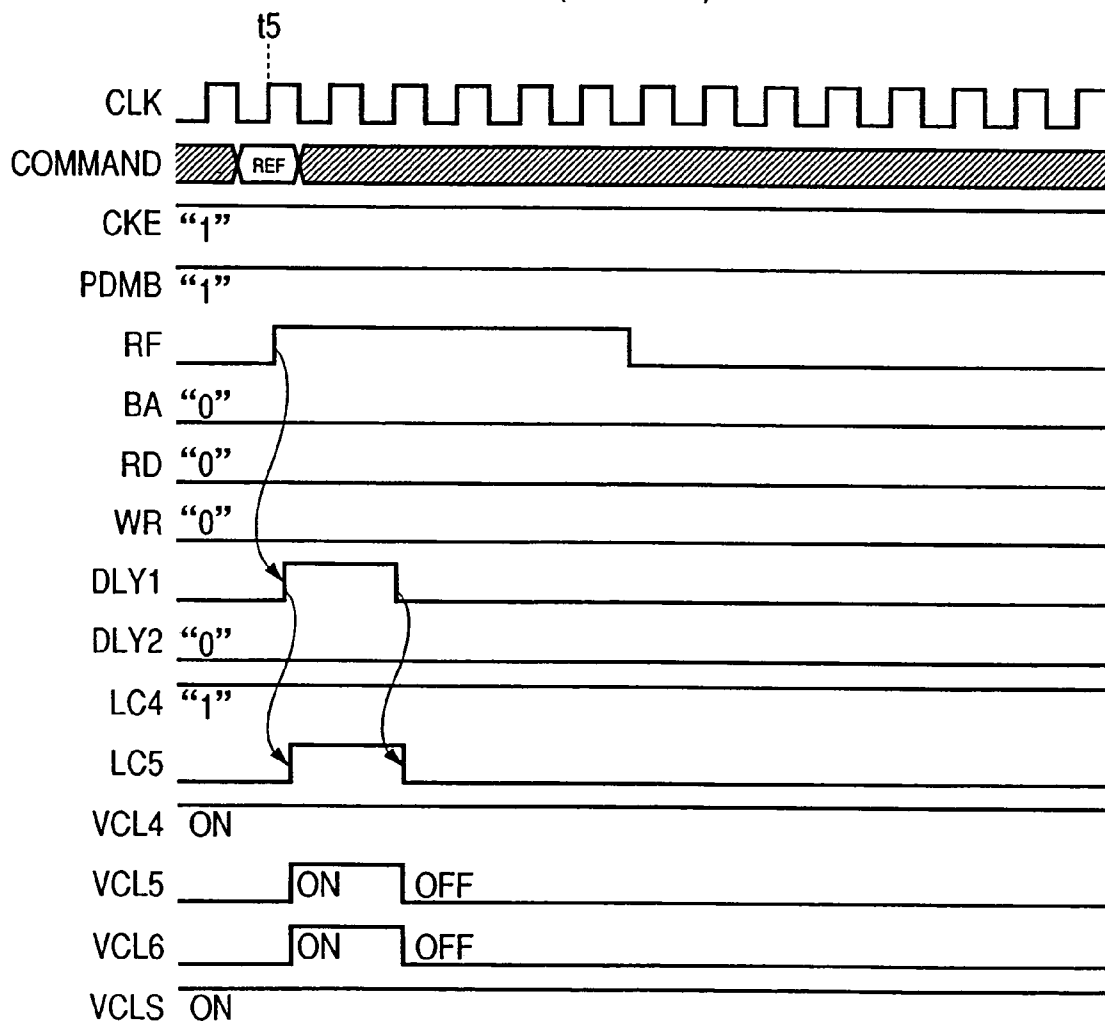 t5
CLK
COMMAND REF
CKE “1”
PDMB “1”
RF
BA “0”
RD “0”
WR “0”
DLY1
DLY2 “0”
LC4 “1”
LC5
VCL4 ON
VCL5 ON OFF
VCL6 ON OFF
VCLS ON